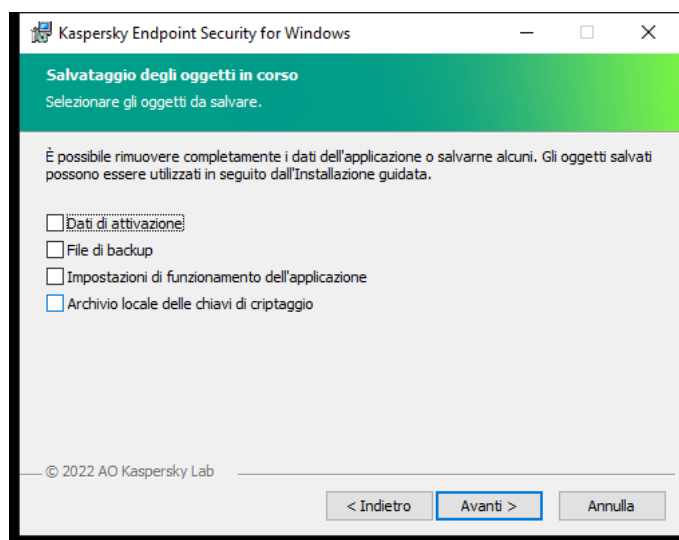 Kaspersky Endpoint Security for Windows
Salvataggio degli oggetti in corso
Selezionare gli oggetti da salvare.
È possibile rimuovere completamente i dati dell'applicazione o salvarne alcuni. Gli oggetti salvati
possono essere utilizzati in seguito dall'Installazione guidata.
Dati di attivazione
File di backup
Impostazioni di funzionamento dell'applicazione
Archivio locale delle chiavi di criptaggio
© 2022 AO Kaspersky Lab
< Indietro Avanti > Annulla